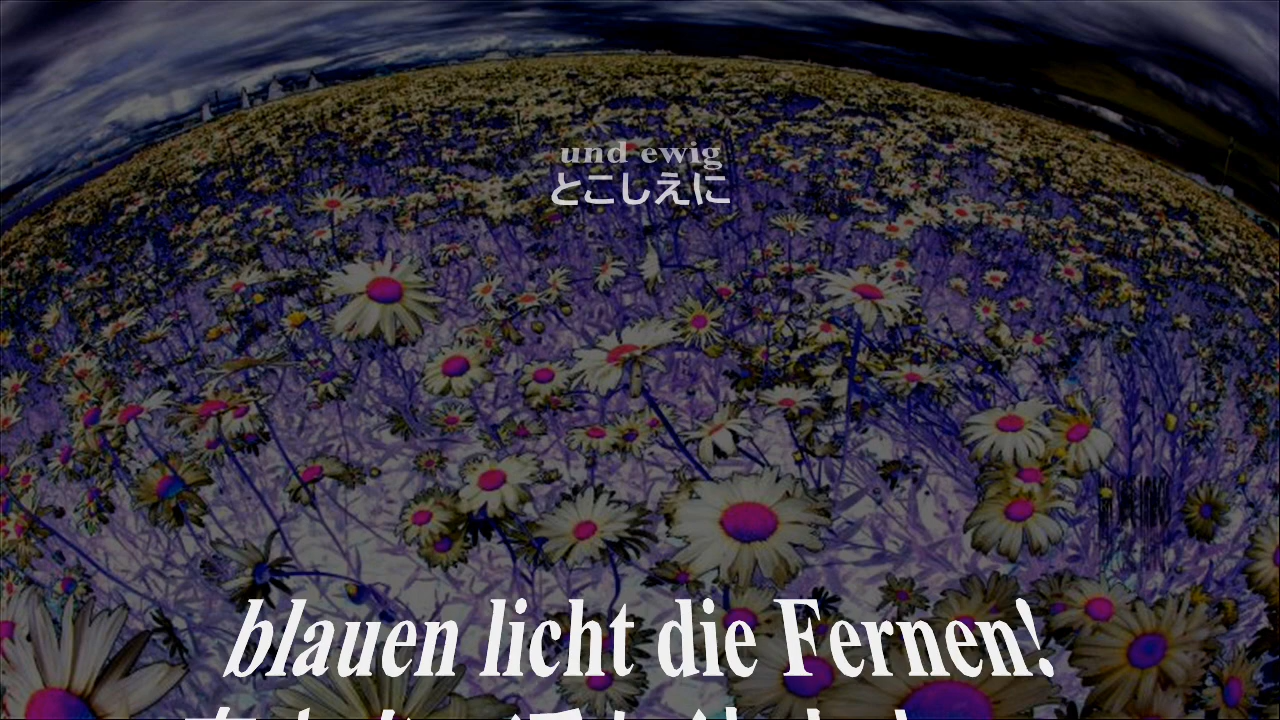 und ewig
とこしえに
blauen licht die Fernen!